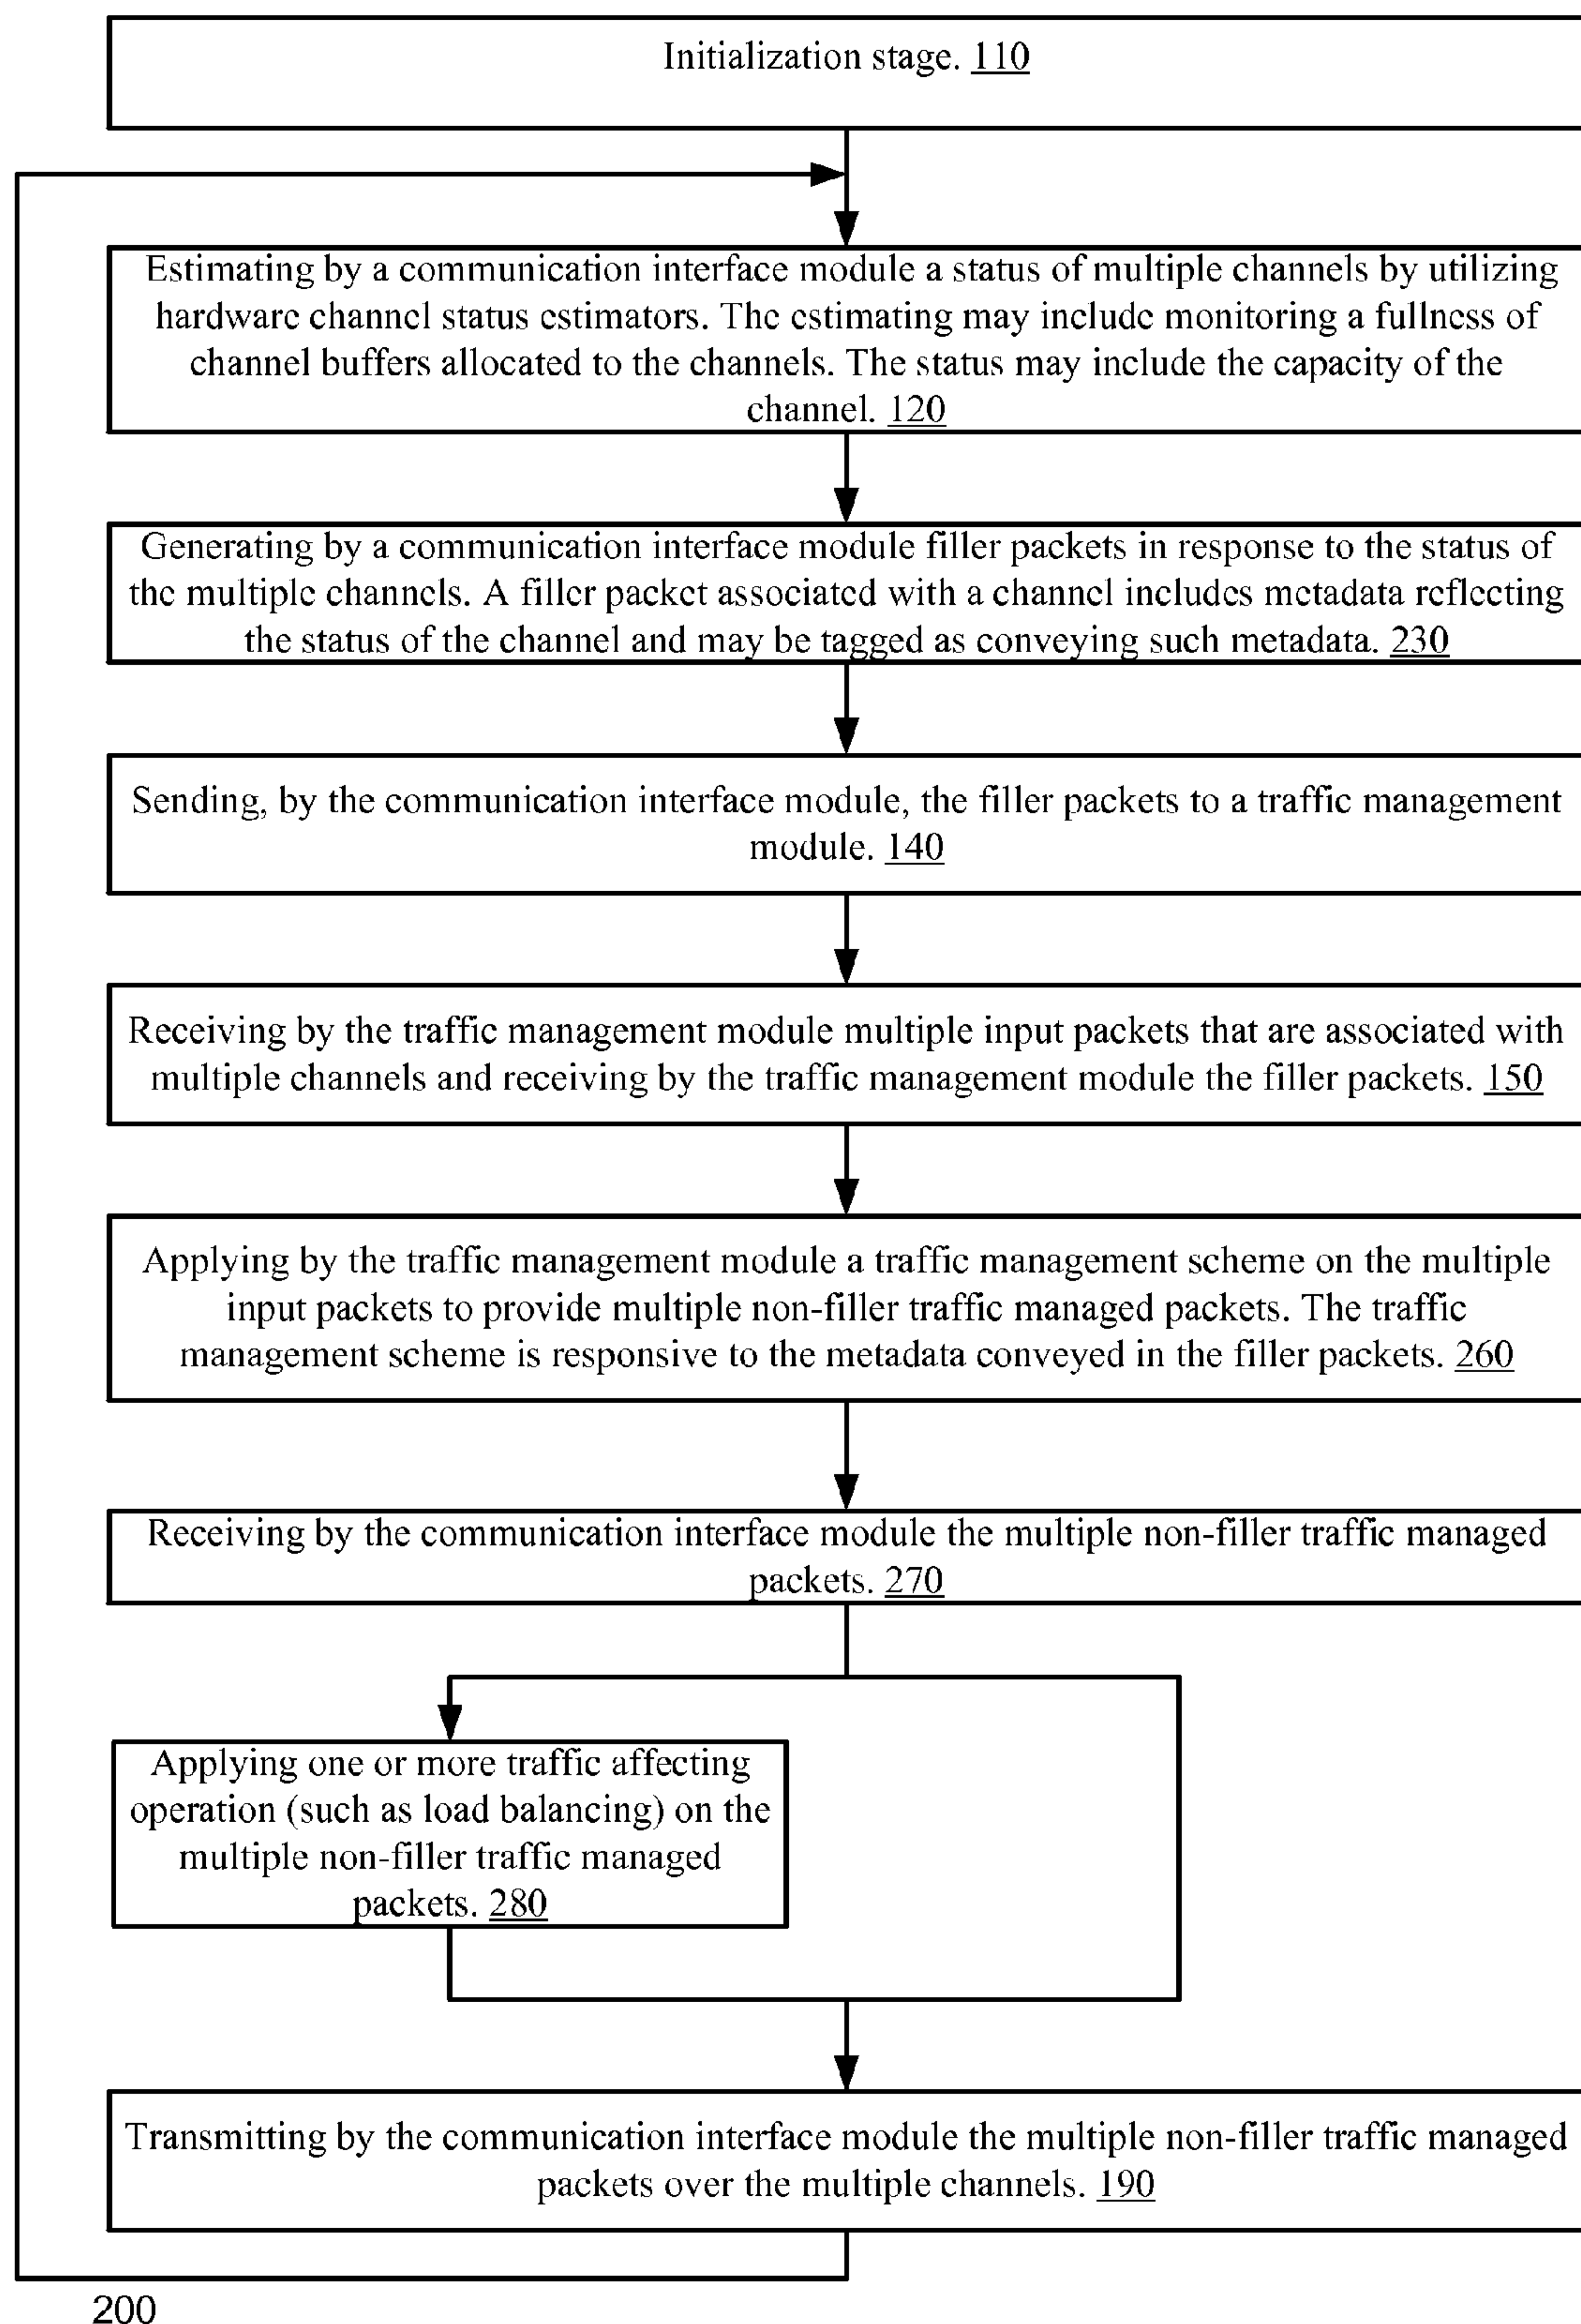 Initialization stage. 110
Estimating by a communication interface module a status of multiple channels by utilizing
hardware channel status estimators. The estimating may include monitoring a fullness of
channel buffers allocated to the channels. The status may include the capacity of the
channel. 120
Generating by a communication interface module filler packets in response to the status of
the multiple channels. A filler packet associated with a channel includes metadata reflecting
the status of the channel and may be tagged as conveying such metadata. 230
Sending, by the communication interface module, the filler packets to a traffic management
module. 140
Receiving by the traffic management module multiple input packets that are associated with
multiple channels and receiving by the traffic management module the filler packets. 150
Applying by the traffic management module a traffic management scheme on the multiple
input packets to provide multiple non-filler traffic managed packets. The traffic
management scheme is responsive to the metadata conveyed in the filler packets. 260
Receiving by the communication interface module the multiple non-filler traffic managed
packets. 270
Applying one or more traffic affecting
operation (such as load balancing) on the
multiple non-filler traffic managed
packets. 280
Transmitting by the communication interface module the multiple non-filler traffic managed
packets over the multiple channels. 190
200